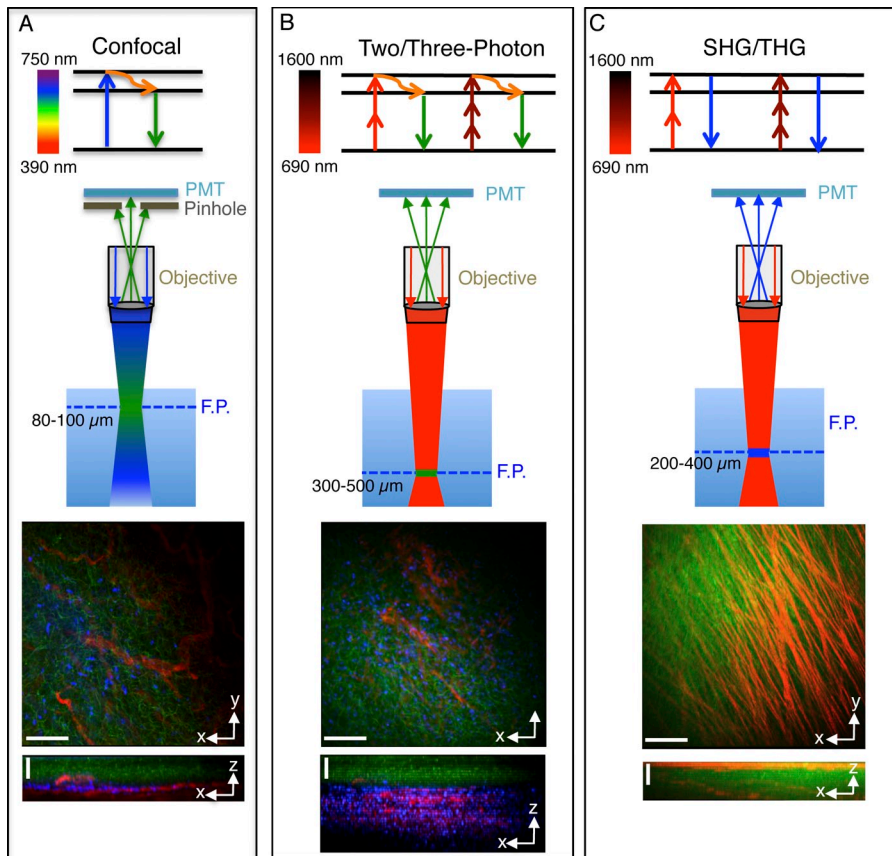 A
Confocal
750 nm
390 nm
PMT
Pinhole
Objective
F.P.
80-100 µm
y
x
z
x
B
Two/Three-Photon
1600 nm
690 nm
PMT
Objective
F.P.
300-500 µm
x
z
x
C
SHG/THG
1600 nm
690 nm
PMT
Objective
F.P.
200-400 µm
y
x
z
x